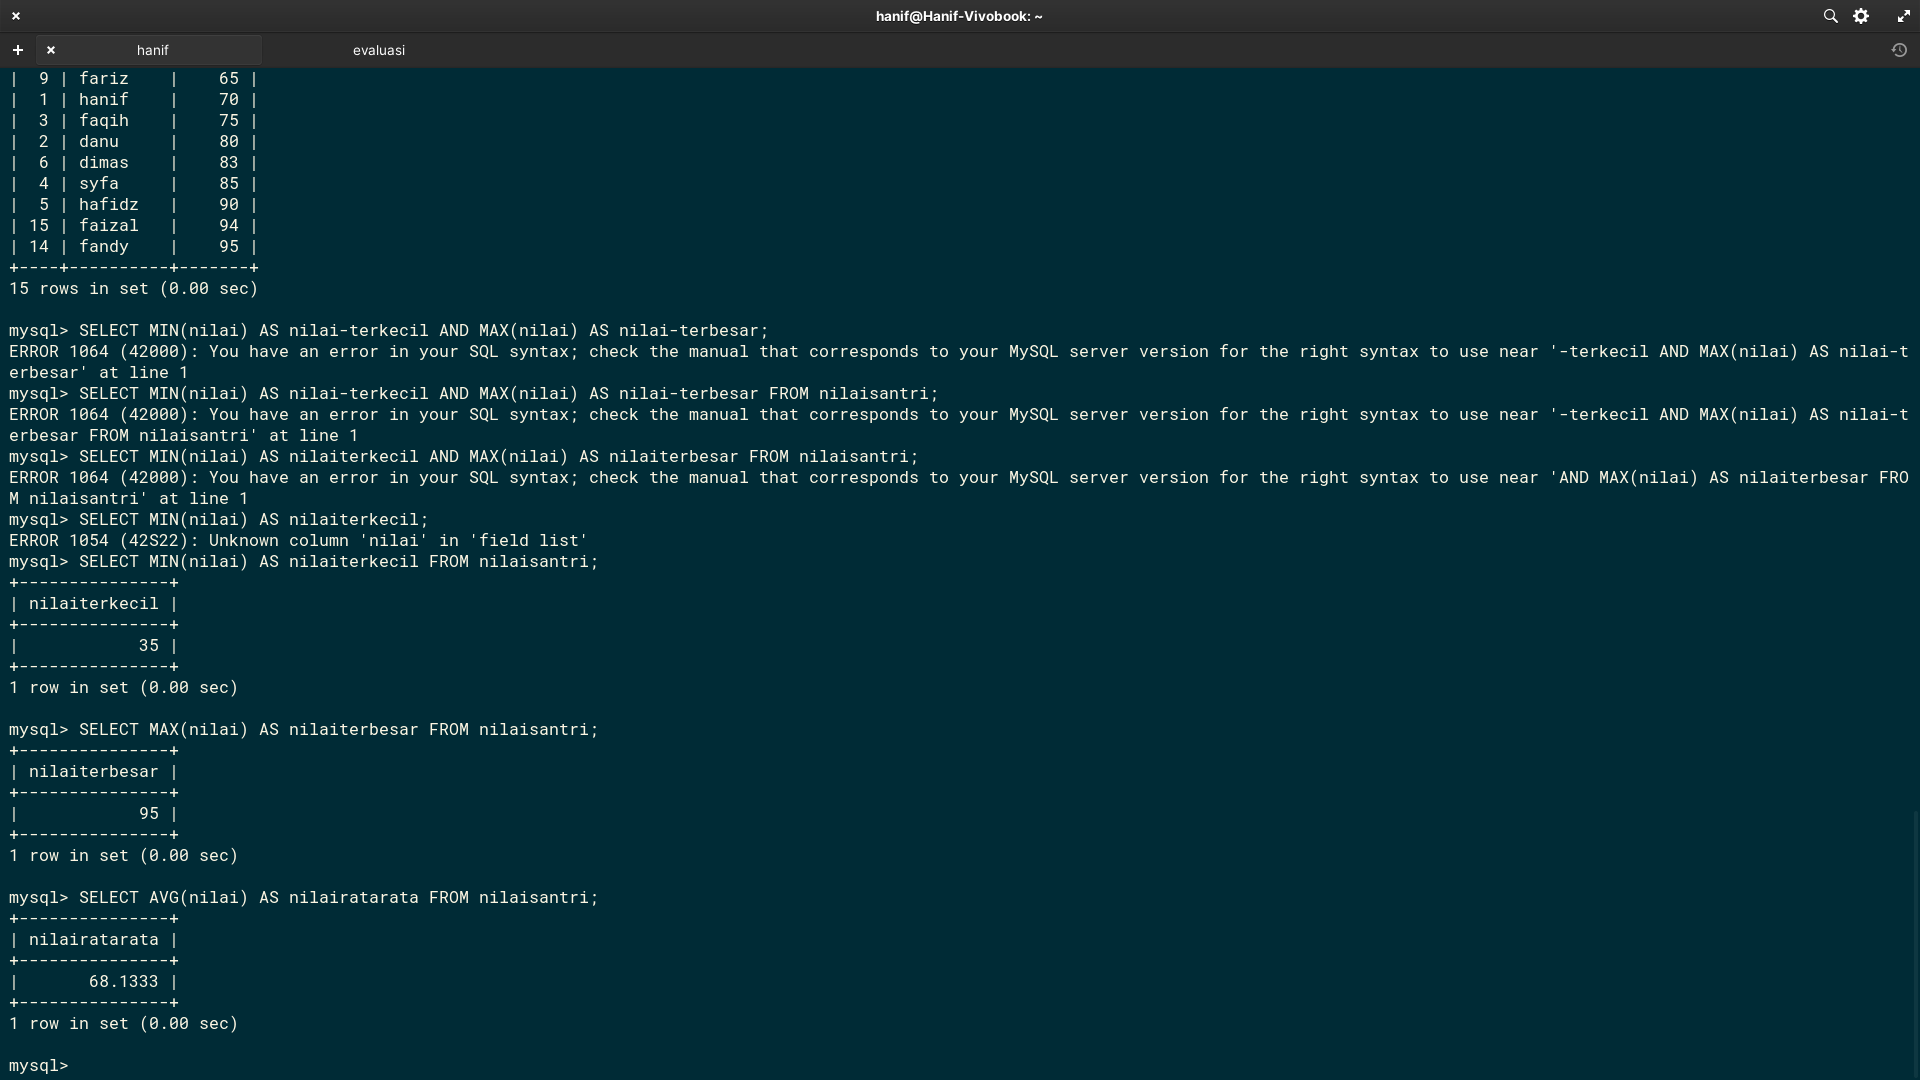 hanif@Hanif-Vivobook: ~
hanif
evaluasi
|  9 | fariz    |    65 |
|  1 | hanif    |    70 |
|  3 | faqih    |    75 |
|  2 | danu     |    80 |
|  6 | dimas    |    83 |
|  4 | syfa     |    85 |
|  5 | hafidz   |    90 |
| 15 | faizal   |    94 |
| 14 | fandy    |    95 |
+----+----------+-------+
15 rows in set (0.00 sec)
mysql> SELECT MIN(nilai) AS nilai-terkecil AND MAX(nilai) AS nilai-terbesar;
ERROR 1064 (42000): You have an error in your SQL syntax; check the manual that corresponds to your MySQL server version for the right syntax to use near '-terkecil AND MAX(nilai) AS nilai-t
erbesar' at line 1
mysql> SELECT MIN(nilai) AS nilai-terkecil AND MAX(nilai) AS nilai-terbesar FROM nilaisantri;
ERROR 1064 (42000): You have an error in your SQL syntax; check the manual that corresponds to your MySQL server version for the right syntax to use near '-terkecil AND MAX(nilai) AS nilai-t
erbesar FROM nilaisantri' at line 1
mysql> SELECT MIN(nilai) AS nilaiterkecil AND MAX(nilai) AS nilaiterbesar FROM nilaisantri;
ERROR 1064 (42000): You have an error in your SQL syntax; check the manual that corresponds to your MySQL server version for the right syntax to use near 'AND MAX(nilai) AS nilaiterbesar FRO
M nilaisantri' at line 1
mysql> SELECT MIN(nilai) AS nilaiterkecil;
ERROR 1054 (42S22): Unknown column 'nilai' in 'field list'
mysql> SELECT MIN(nilai) AS nilaiterkecil FROM nilaisantri;
+---------------+
| nilaiterkecil |
+---------------+
|            35 |
+---------------+
1 row in set (0.00 sec)
mysql> SELECT MAX(nilai) AS nilaiterbesar FROM nilaisantri;
+---------------+
| nilaiterbesar |
+---------------+
|            95 |
+---------------+
1 row in set (0.00 sec)
mysql> SELECT AVG(nilai) AS nilairatarata FROM nilaisantri;
+---------------+
| nilairatarata |
+---------------+
|       68.1333 |
+---------------+
1 row in set (0.00 sec)
mysql>